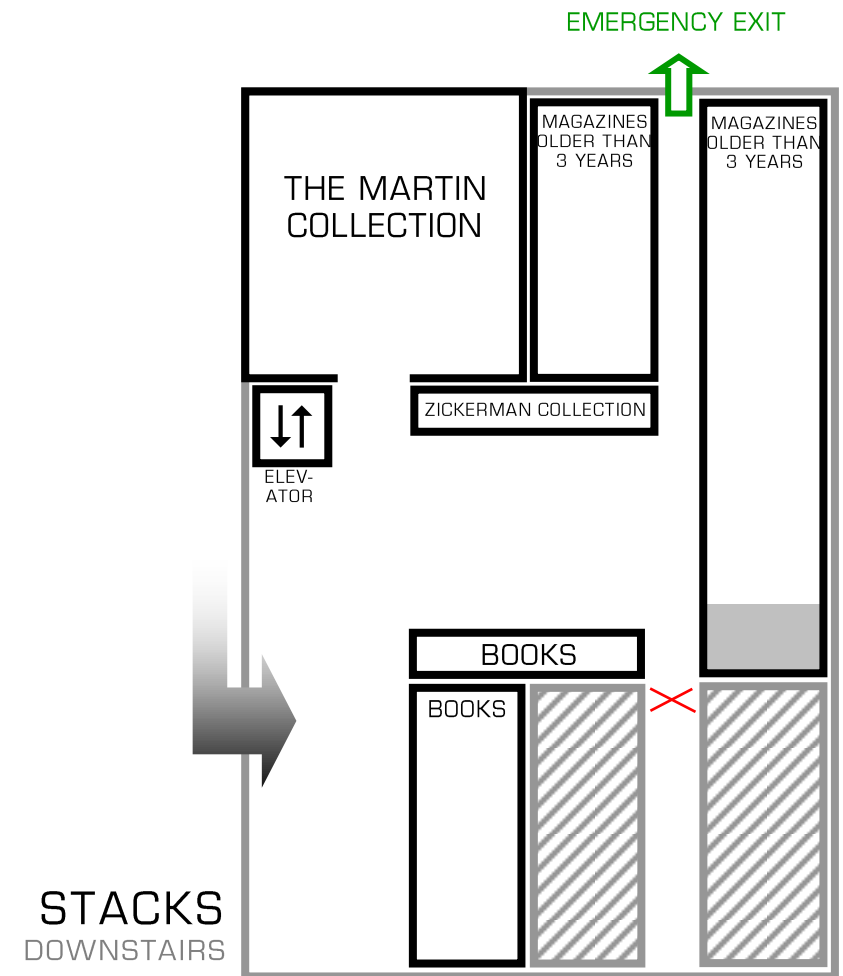 EMERGENCY EXIT
MAGAZINES
OLDER THAN
3 YEARS
MAGAZINES
OLDER THAN
3 YEARS
THE MARTIN
COLLECTION
ZICKERMAN COLLECTION
ELEV-
ATOR
BOOKS
BOOKS
STACKS
DOWNSTAIRS